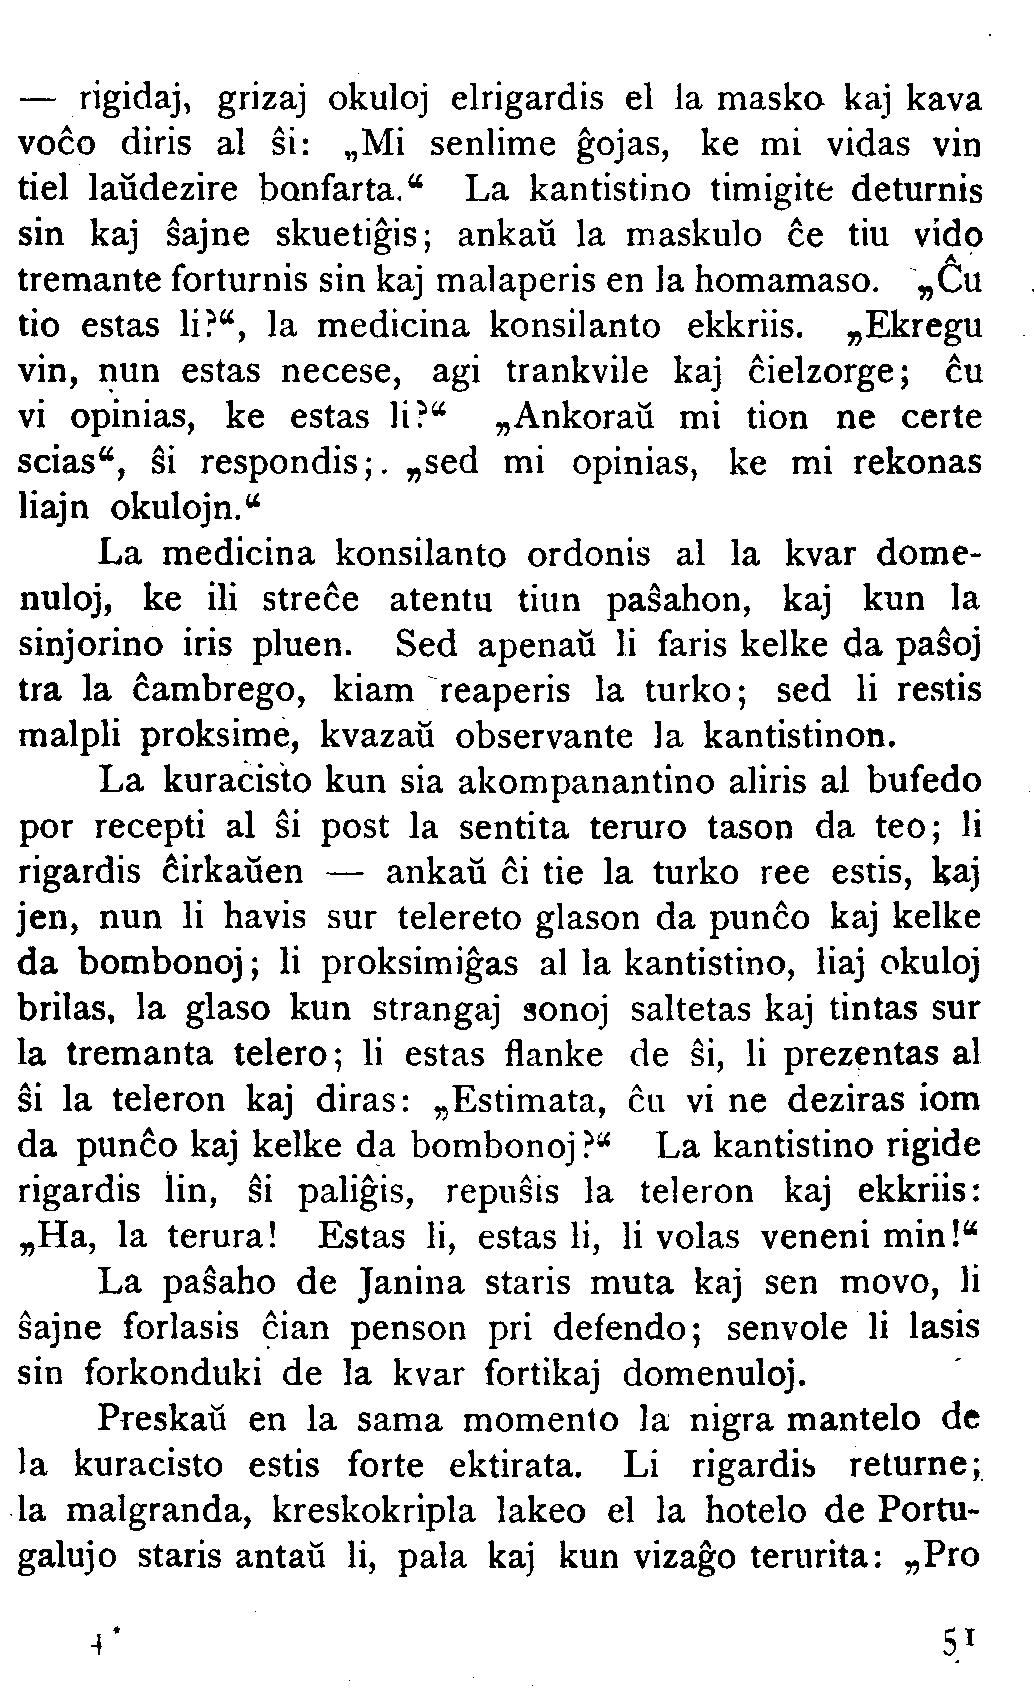 — rigidaj, grizaj okuloj elrigardis el la masko kaj kava
voĉo diris al ŝi: „Mi senlime ĝojas, ke mi vidas vin
tiel laŭdezire bonfarta.“ La kantistino timigite deturnis
sin kaj ŝajne skuetiĝis; ankaŭ la maskulo ĉe tiu vido
tremante forturnis sin kaj malaperis en la homamaso. „Ĉu
tio estas li?“, la medicina konsilanto ekkriis. „Ekregu
vin, nun estas necese, agi trankvile kaj ĉielzorge; ĉu
vi opinias, ke estas li?“ „Ankoraŭ mi tion ne certe
scias“, ŝi respondis;. „sed mi opinias, ke mi rekonas
liajn okulojn.“
La medicina konsilanto ordonis al la kvar dome-
nuloj, ke ili streĉe atentu tiun paŝahon, kaj kun la
sinjorino iris pluen. Sed apenaŭ li faris kelke da paŝoj
tra la ĉambrego, kiam reaperis la turko; sed li restis
malpli proksime, kvazaŭ observante la kantistinon.
La kuracisto kun sia akompanantino aliris al bufedo
por recepti al ŝi post la sentita teruro tason da teo; li
rigardis ĉirkaŭen — ankaŭ ĉi tie la turko ree estis, kaj
jen, nun li havis sur telereto glason da punĉo kaj kelke
da bombonoj; li proksimiĝas al la kantistino, liaj okuloj
brilas, la glaso kun strangaj sonoj saltetas kaj tintas sur
la tremanta telero; li estas flanke de ŝi, li prezentas al
ŝi la teleron kaj diras: „Estimata, ĉu vi ne deziras iom
da punĉo kaj kelke da bombonoj?“ La kantistino rigide
rigardis lin, ŝi paliĝis, repuŝis la teleron kaj ekkriis:
„Ha, la terura! Estas li, estas li, li volas veneni min!“
La paŝaho de Janina staris muta kaj sen movo, li
ŝajne forlasis ĉian penson pri defendo; senvole li lasis
sin forkonduki de la kvar fortikaj domenuloj.
Preskaŭ en la sama momento la nigra mantelo de
la kuracisto estis forte ektirata. Li rigardis returne;
la malgranda, kreskokripla lakeo el la hotelo de Portu-
galujo staris antaŭ li, pala kaj kun vizaĝo terurita: „Pro
4* 51